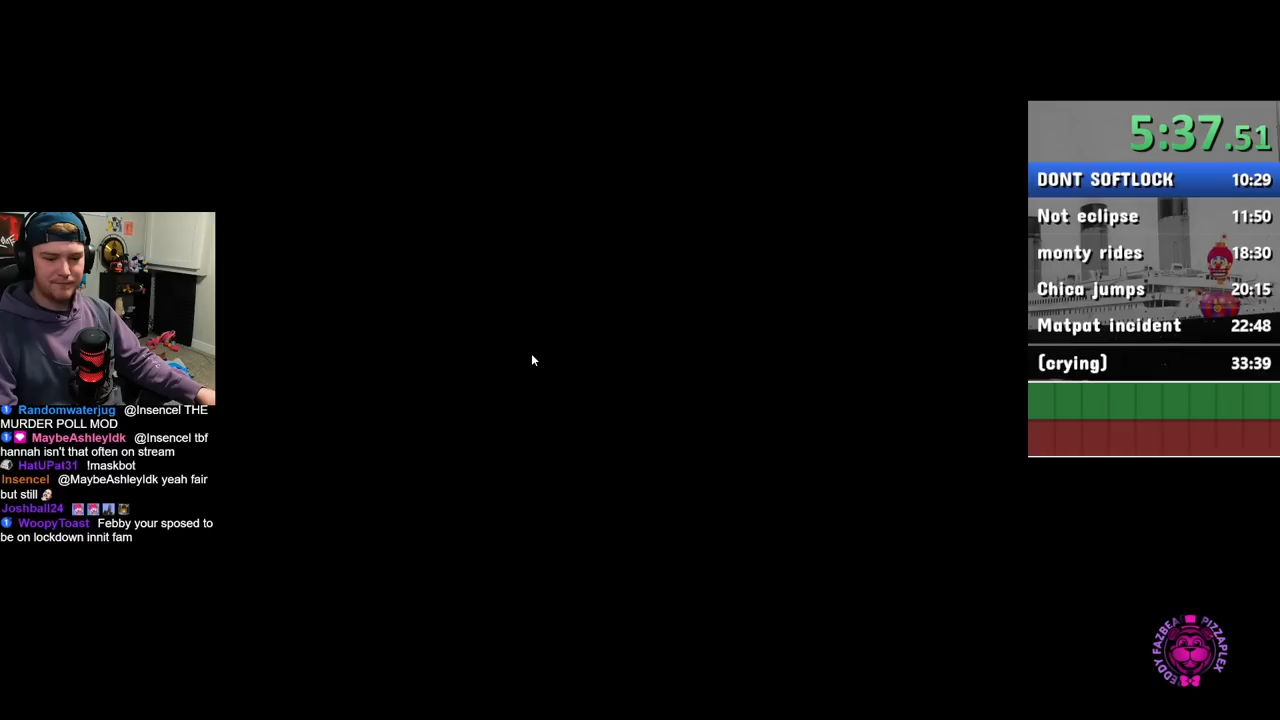 5:37.51
DONT SOFTLOCK 10:29
Not eclipse 11:50
monty rides 18:30
Chica jumps 20:15
Matpat incident 22:48
(crying) 33:39
Randomwaterjug @Insencel THE
MURDER POLL MOD
MaybeAshleyIdk @Insencel tbf
hannah isn't that often on stream
HatUPat31 !maskbot
Insencel @MaybeAshleyIdk yeah fair
but still
Joshball24
WoopyToast Febby your sposed to
be on lockdown innit fam
EDDY FAZBEA PIZZAPLEX